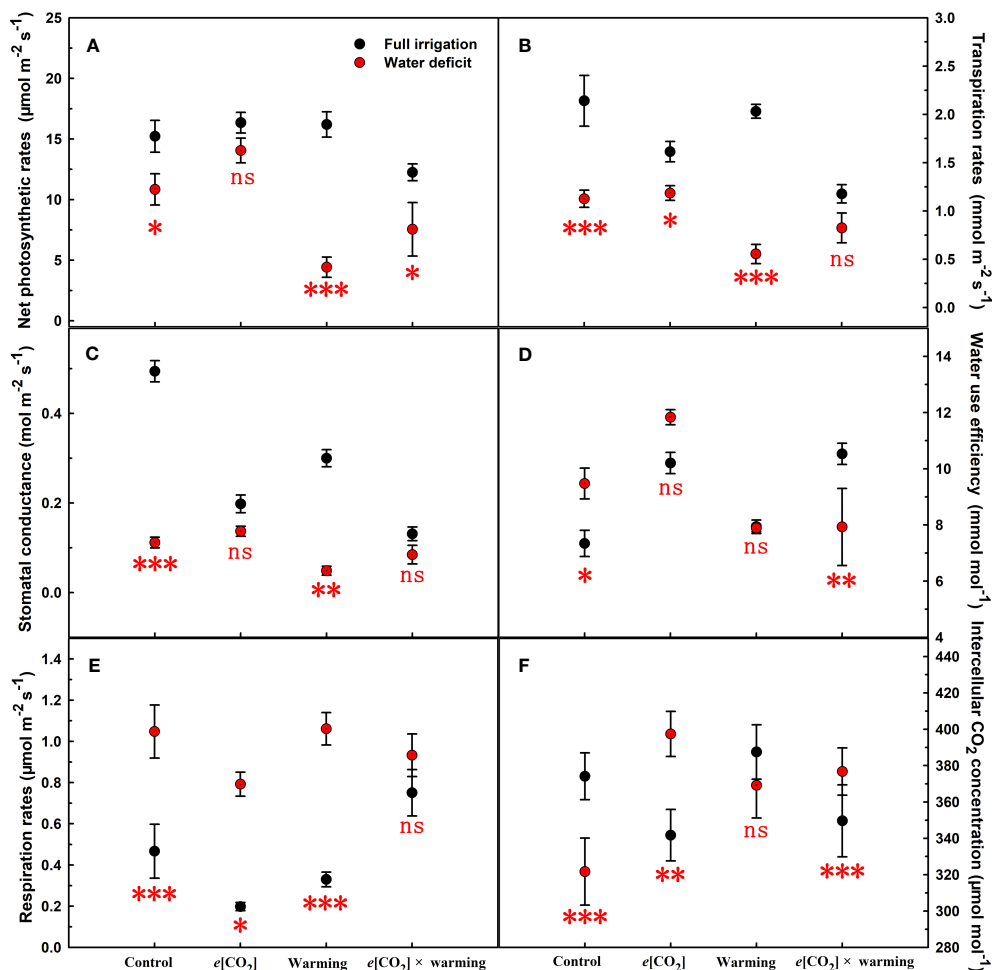 A
Full irrigation
Water deficit
Net photosynthetic rates (μmol m⁻² s⁻¹)
25
20
15
10
5
0
*
ns
***
*
B
Transpiration rates (mmol m⁻² s⁻¹)
3.0
2.5
2.0
1.5
1.0
0.5
0.0
***
*
***
ns
C
Stomatal conductance (mol m⁻² s⁻¹)
0.4
0.2
0.0
***
ns
**
ns
D
Water use efficiency (mmol mol⁻¹)
14
12
10
8
6
4
*
ns
ns
**
E
Respiration rates (μmol m⁻² s⁻¹)
1.4
1.2
1.0
0.8
0.6
0.4
0.2
0.0
***
*
***
ns
Control
e[CO₂]
Warming
e[CO₂] × warming
F
Intercellular CO₂ concentration (μmol mol⁻¹)
440
420
400
380
360
340
320
300
280
***
**
ns
***
Control
e[CO₂]
Warming
e[CO₂] × warming